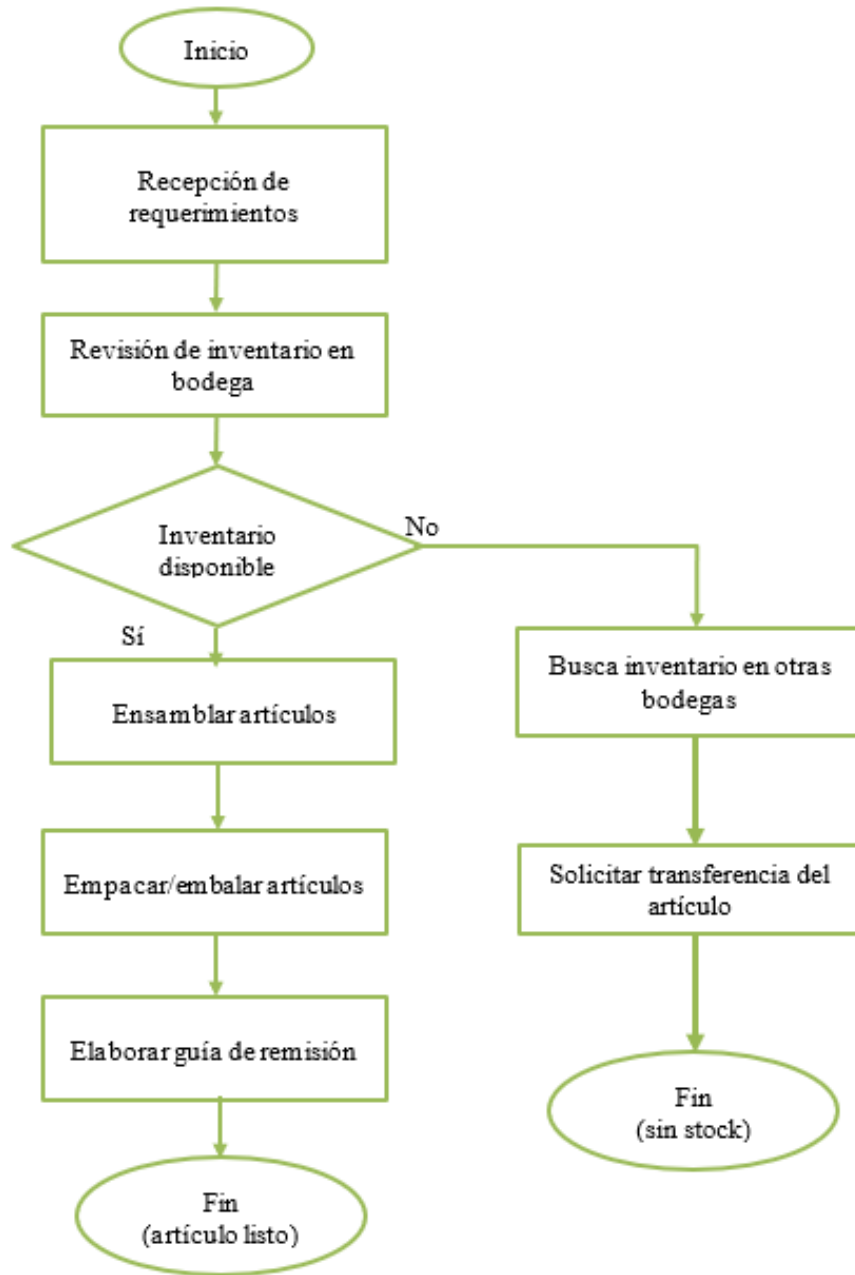 Inicio
Recepción de
requerimientos
Revisión de inventario en
bodega
Inventario
disponible
No
Sí
Ensamblar artículos
Busca inventario en otras
bodegas
Empacar/embalar artículos
Solicitar transferencia del
artículo
Elaborar guía de remisión
Fin
(sin stock)
Fin
(artículo listo)